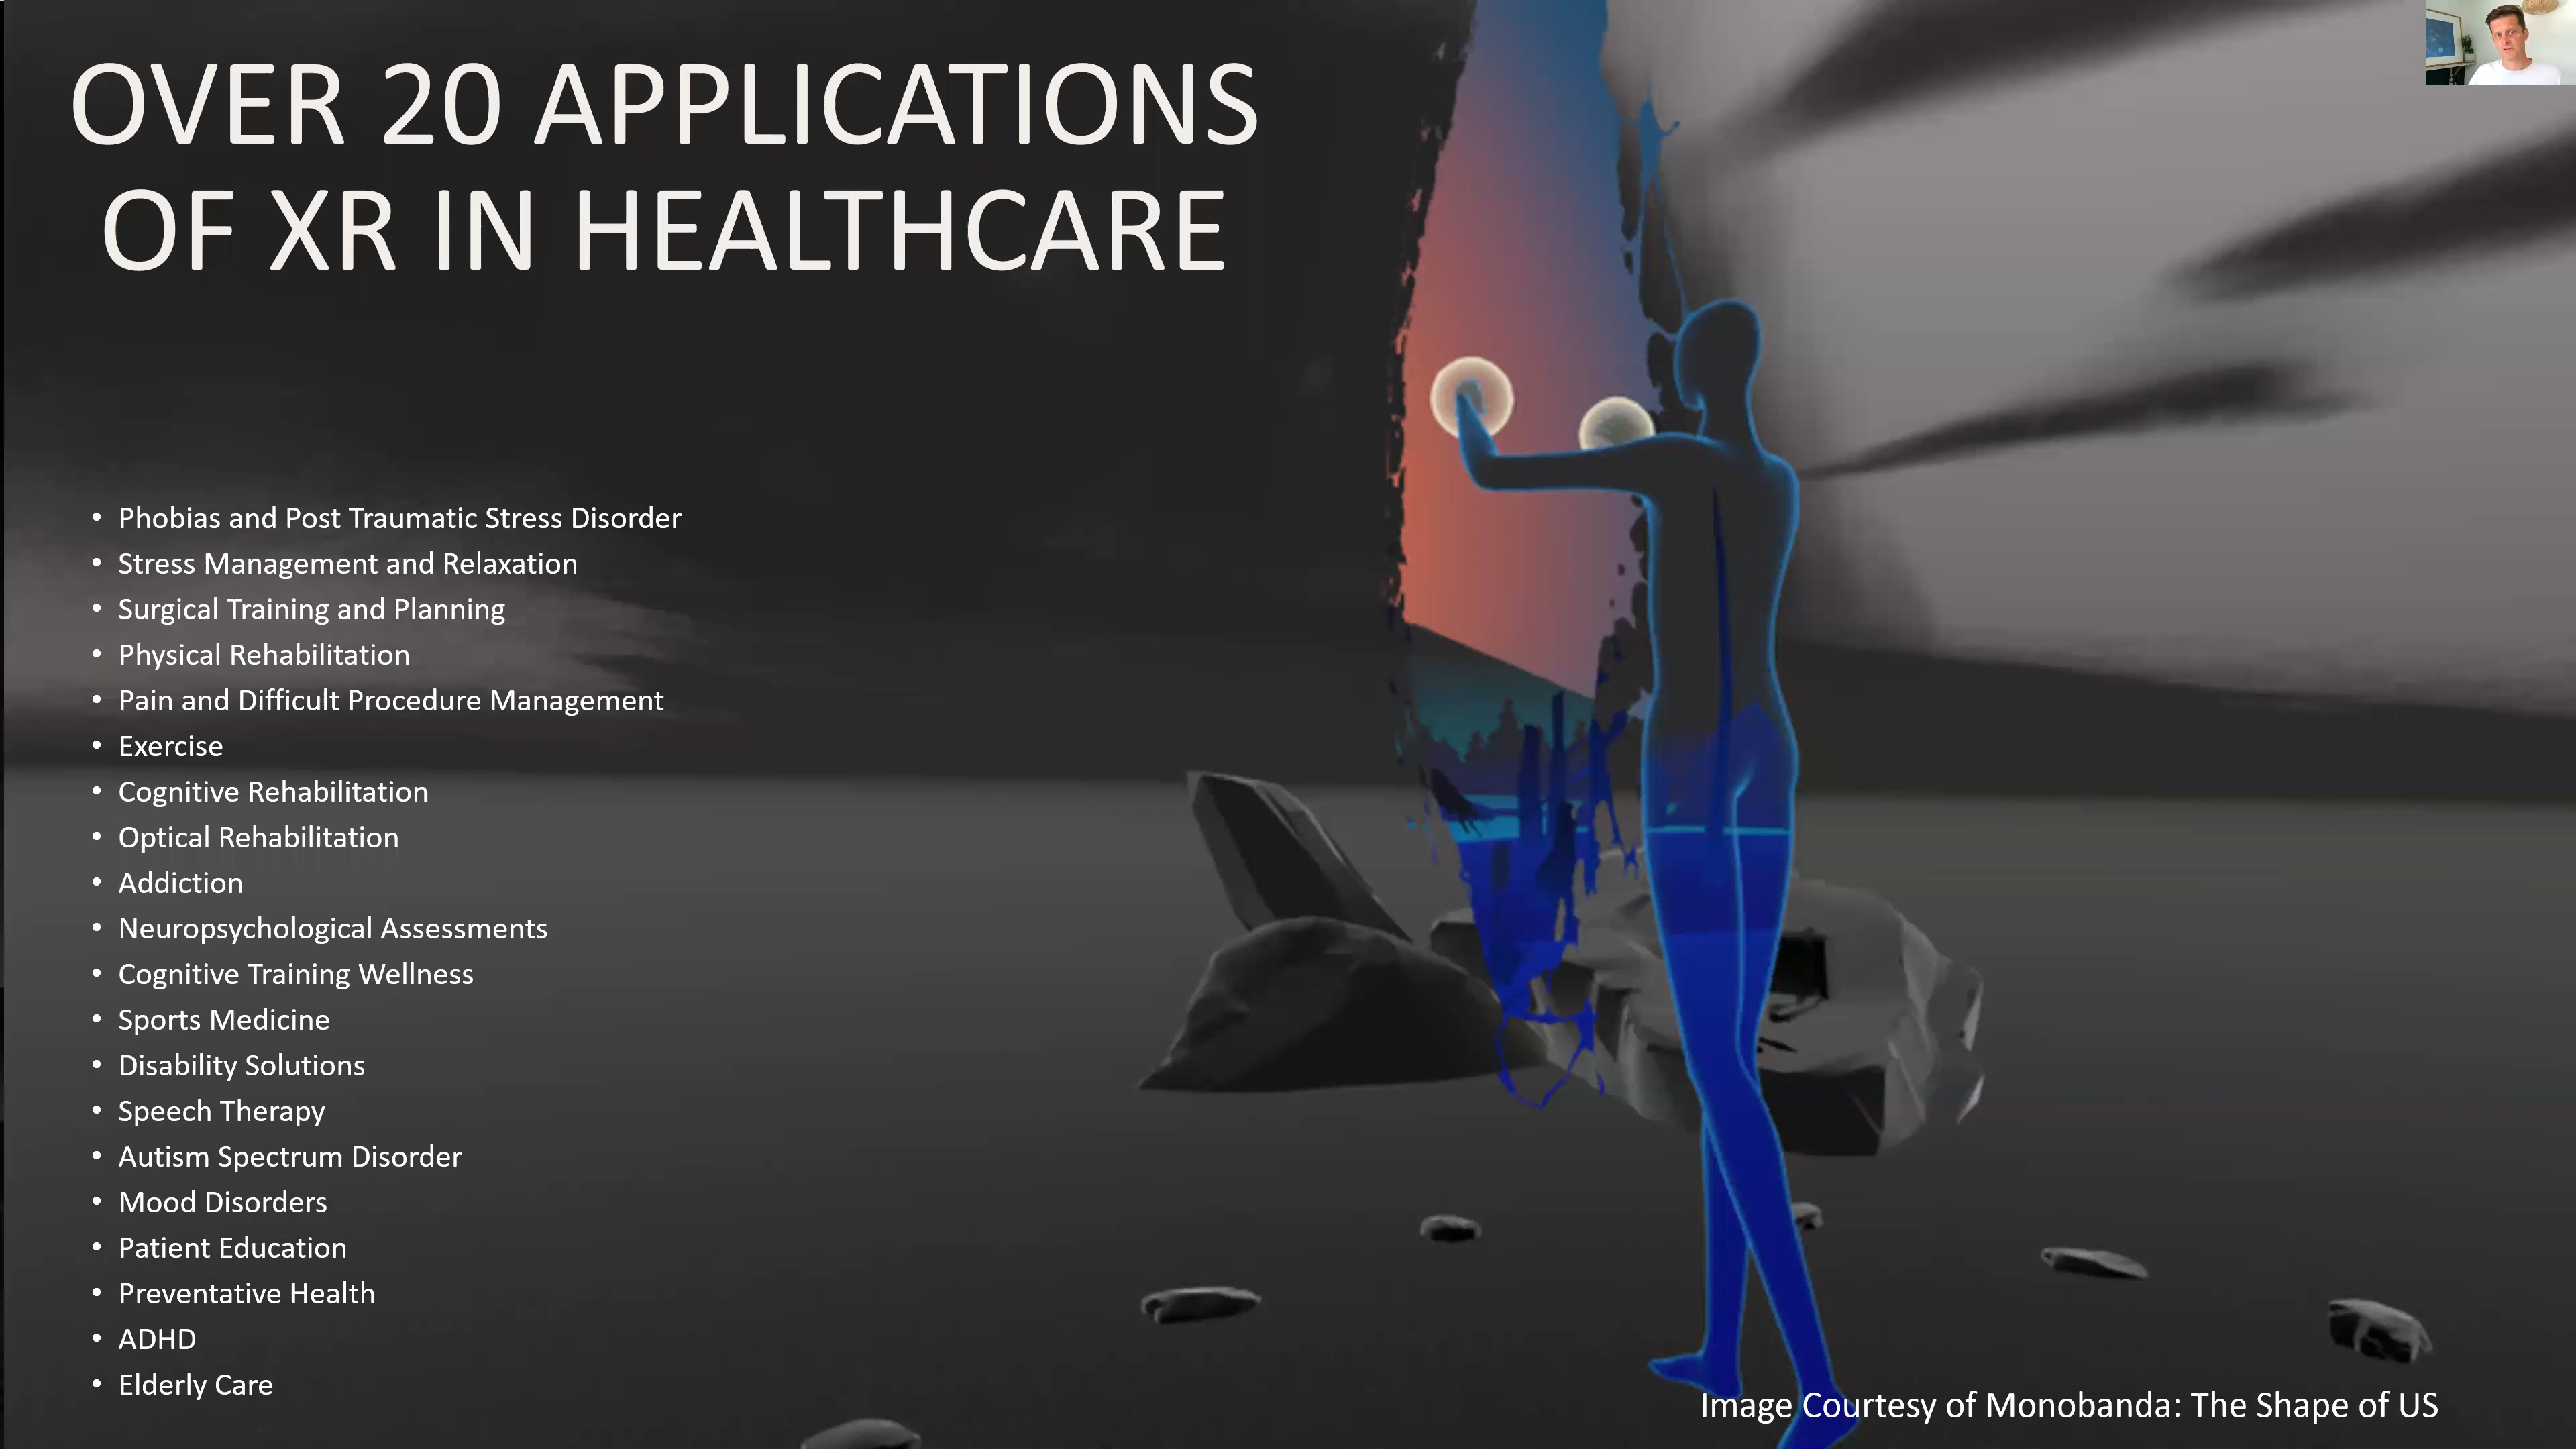 OVER 20 APPLICATIONS
OF XR IN HEALTHCARE
• Phobias and Post Traumatic Stress Disorder
• Stress Management and Relaxation
• Surgical Training and Planning
• Physical Rehabilitation
• Pain and Difficult Procedure Management
• Exercise
• Cognitive Rehabilitation
• Optical Rehabilitation
• Addiction
• Neuropsychological Assessments
• Cognitive Training Wellness
• Sports Medicine
• Disability Solutions
• Speech Therapy
• Autism Spectrum Disorder
• Mood Disorders
• Patient Education
• Preventative Health
• ADHD
• Elderly Care
Image Courtesy of Monobanda: The Shape of US